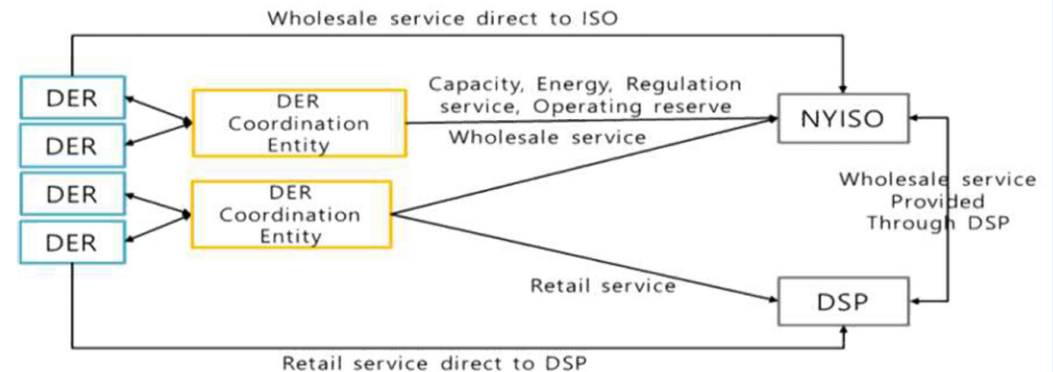 Wholesale service direct to ISO
DER
DER
DER
DER
DER
Coordination
Entity
DER
Coordination
Entity
Capacity, Energy, Regulation
service, Operating reserve
Wholesale service
NYISO
Wholesale service
Provided
Through DSP
Retail service
DSP
Retail service direct to DSP